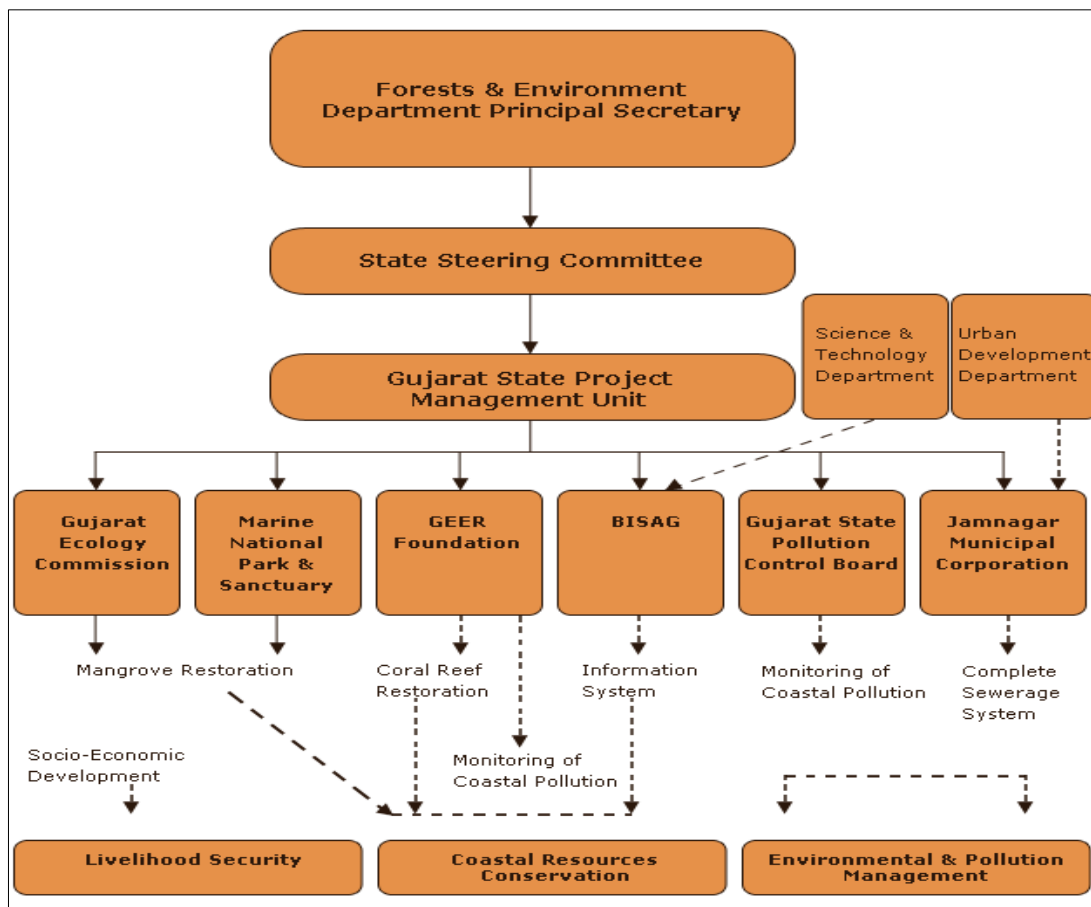 Forests & Environment
Department Principal Secretary
State Steering Committee
Science &
Technology
Department
Urban
Development
Department
Gujarat State Project
Management Unit
Gujarat
Ecology
Commission
Marine
National
Park &
Sanctuary
GEER
Foundation
BISAG
Gujarat State
Pollution
Control Board
Jamnagar
Municipal
Corporation
Mangrove Restoration
Coral Reef
Restoration
Information
System
Monitoring of
Coastal Pollution
Complete
Sewerage
System
Socio-Economic
Development
Monitoring of
Coastal Pollution
Livelihood Security
Coastal Resources
Conservation
Environmental & Pollution
Management